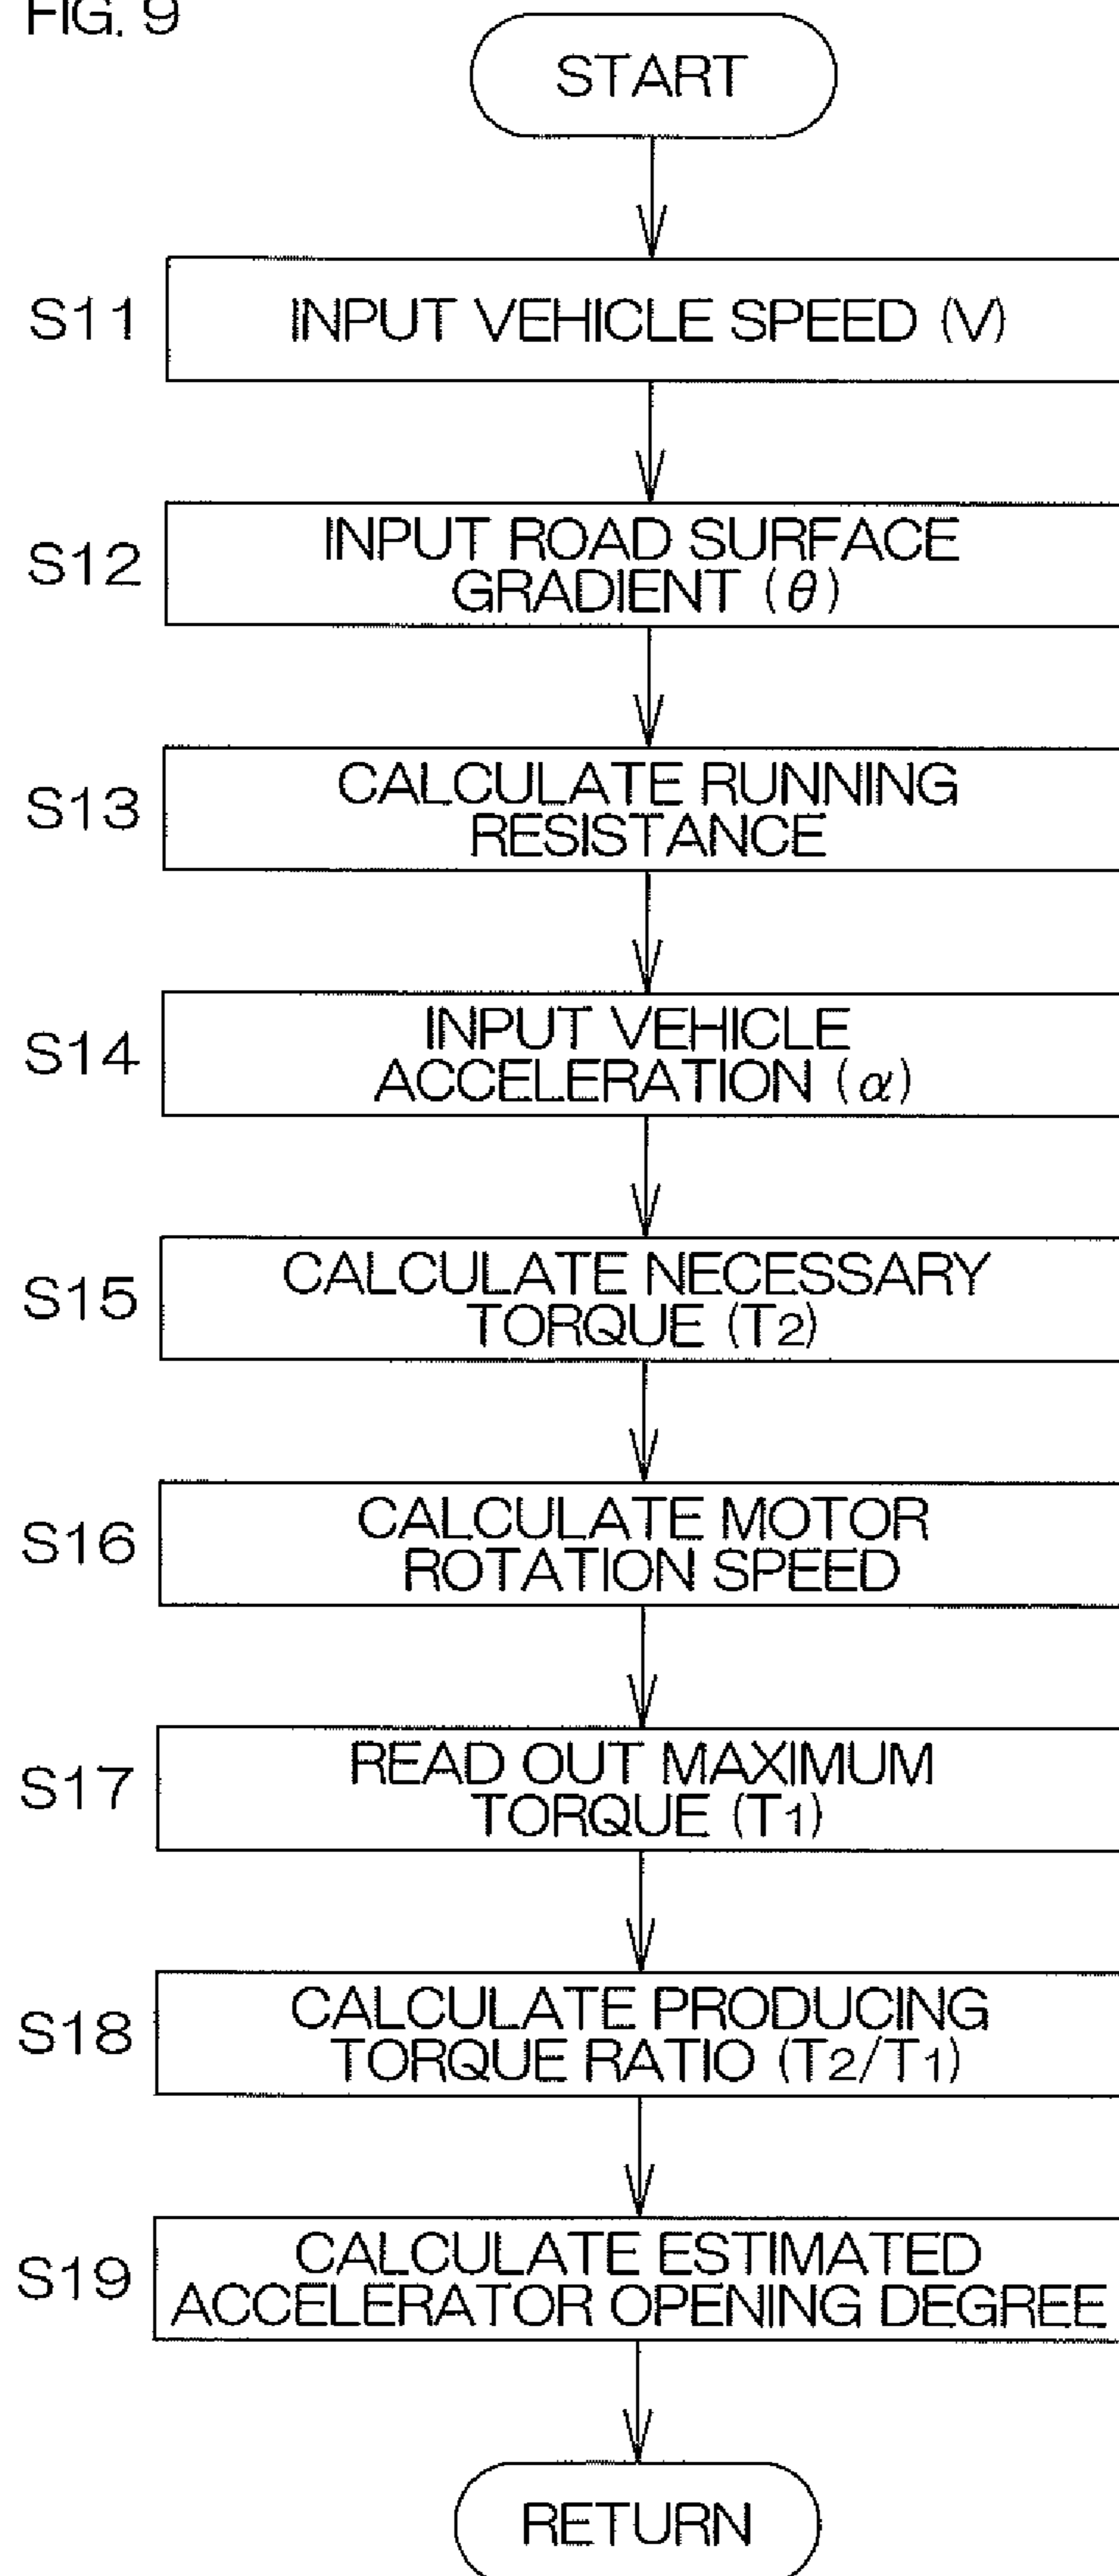 FIG. 9
START
S11
INPUT VEHICLE SPEED (V)
S12
INPUT ROAD SURFACE
GRADIENT (θ)
S13
CALCULATE RUNNING
RESISTANCE
S14
INPUT VEHICLE
ACCELERATION (α)
S15
CALCULATE NECESSARY
TORQUE (T2)
S16
CALCULATE MOTOR
ROTATION SPEED
S17
READ OUT MAXIMUM
TORQUE (T1)
S18
CALCULATE PRODUCING
TORQUE RATIO (T2/T1)
S19
CALCULATE ESTIMATED
ACCELERATOR OPENING DEGREE
RETURN